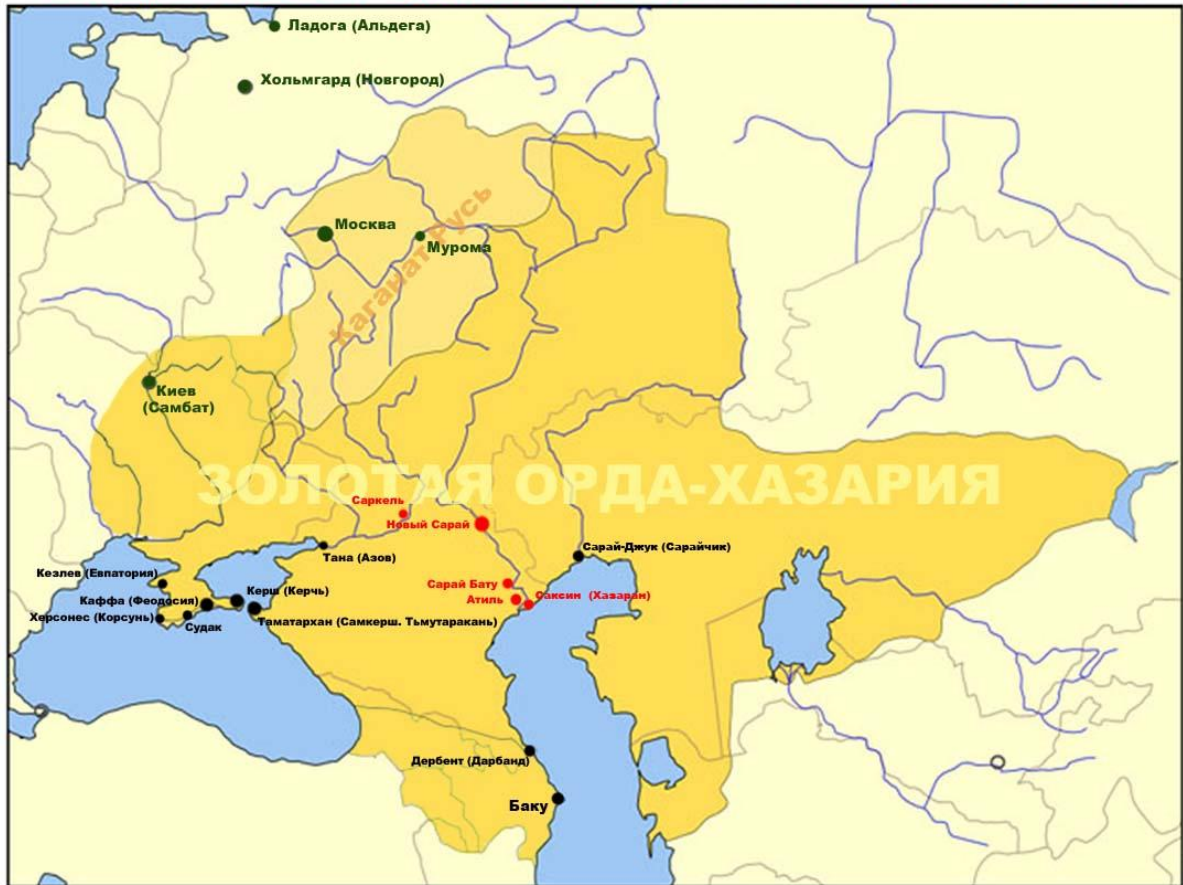 Ладога (Альдега)
Хольмгард (Новгород)
Москва
Мурома
Каганат Русь
Киев
(Самбат)
ЗОЛОТАЯ ОРДА-ХАЗАРИЯ
Саркель
Новый Сарай
Тана (Азов)
Сарай-Джук (Сарайчик)
Кезлев (Евпатория)
Сарай Бату
Керш (Керчь)
Каффа (Феодосия)
Атиль
Саксин (Хазаран)
Херсонес (Корсунь)
Судак
Таматархан (Самкерш. Тьмутаракань)
Дербент (Дарбанд)
Баку